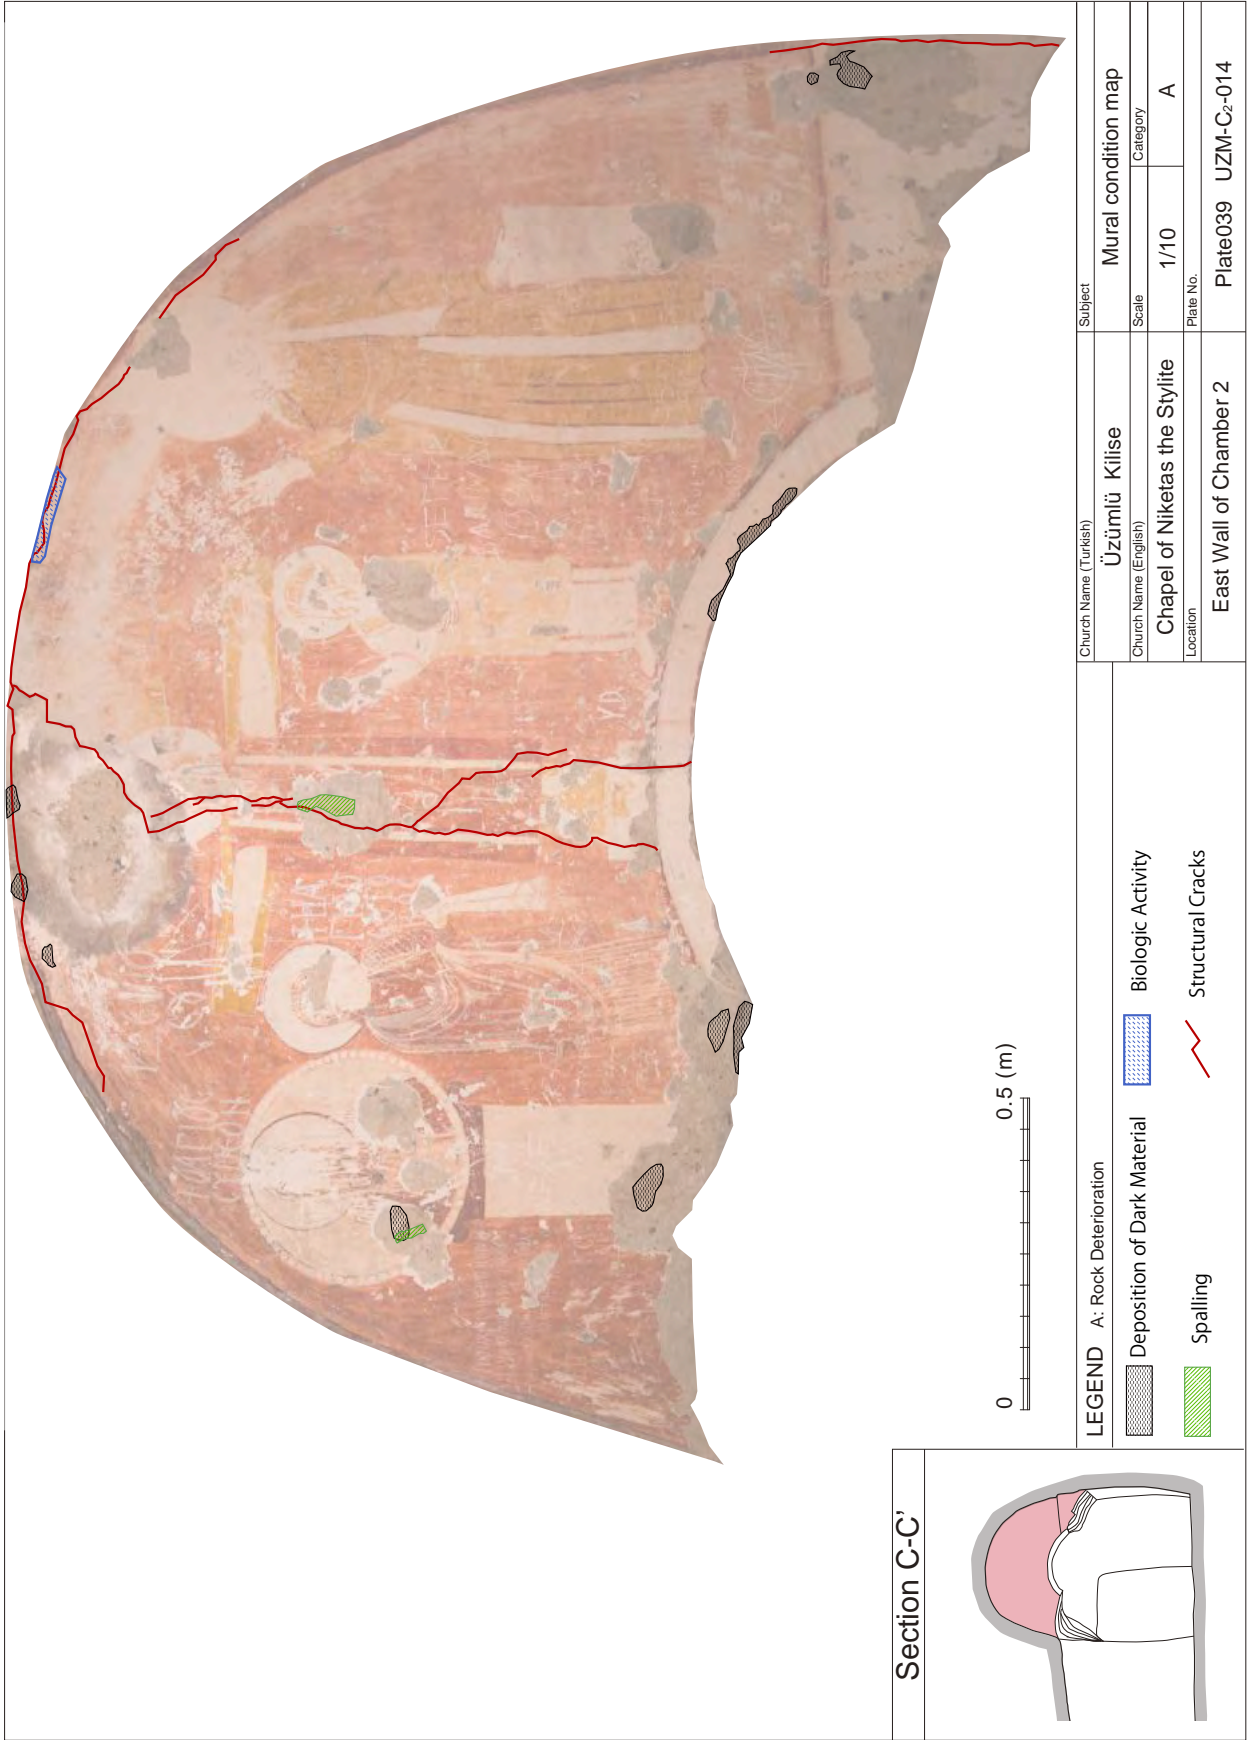 Section C-C'
0
0.5 (m)
LEGEND A: Rock Deterioration
Deposition of Dark Material
Biologic Activity
Spalling
Structural Cracks
Church Name (Turkish)
Üzümlü Kilise
Church Name (English)
Chapel of Niketas the Stylite
Location
East Wall of Chamber 2
Subject
Mural condition map
Scale
1/10
Category
A
Plate No.
Plate039 UZM-C₂-014